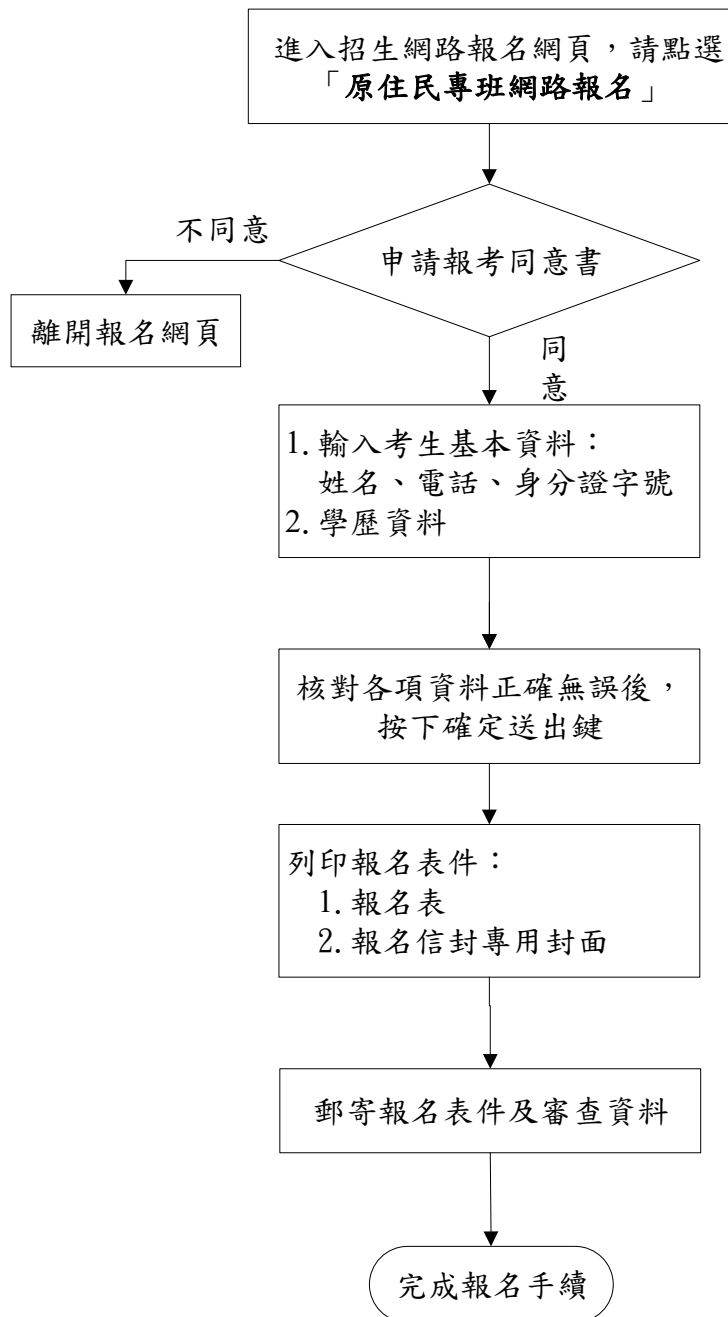 進入招生網路報名網頁，請點選
「原住民專班網路報名」
不同意
申請報考同意書
離開報名網頁
同
意
1.輸入考生基本資料：
姓名、電話、身分證字號
2.學歷資料
核對各項資料正確無誤後，
按下確定送出鍵
列印報名表件：
1.報名表
2.報名信封專用封面
郵寄報名表件及審查資料
完成報名手續